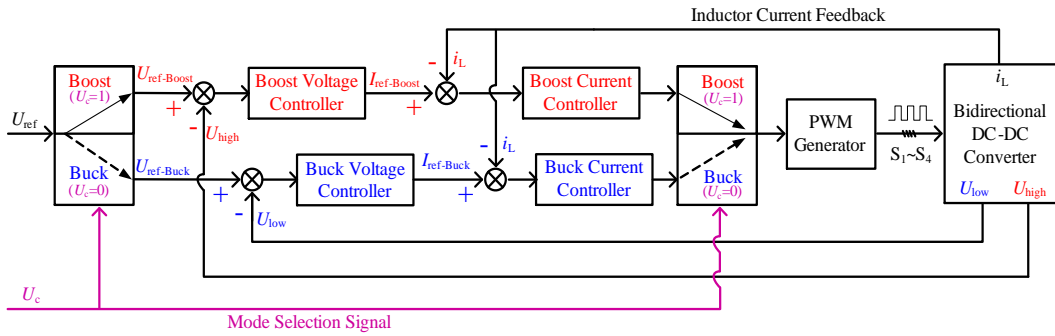 Inductor Current Feedback
Boost
(Uc=1)
Uref-Boost
+
-
Uhigh
Boost Voltage
Controller
Iref-Boost
+
-
iL
Boost Current
Controller
Boost
(Uc=1)
Uref
PWM
Generator
S1~S4
iL
Bidirectional
DC-DC
Converter
Ulow
Uhigh
Buck
(Uc=0)
Uref-Buck
+
-
Ulow
Buck Voltage
Controller
Iref-Buck
+
-
iL
Buck Current
Controller
Buck
(Uc=0)
Uc
Mode Selection Signal